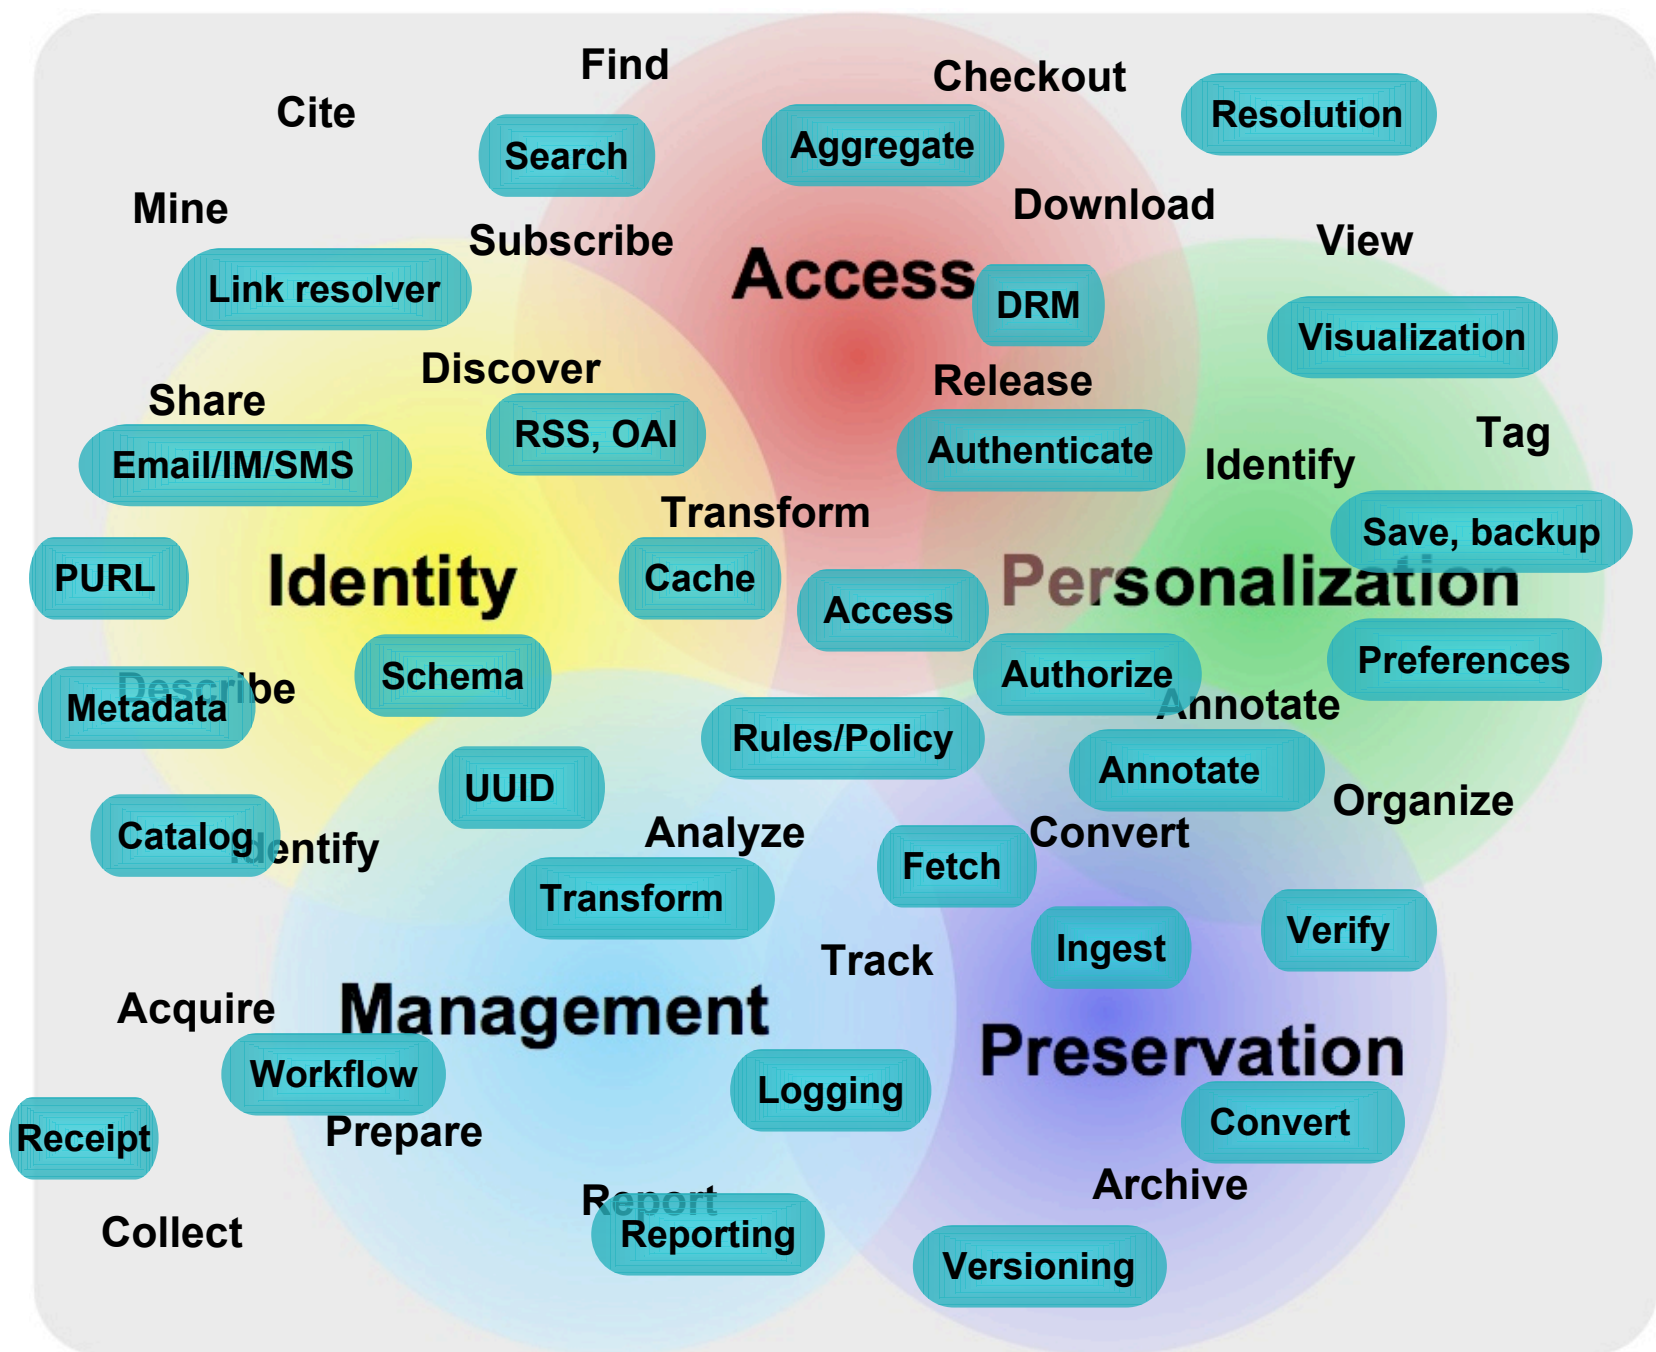 Find
Checkout
Cite
Resolution
Search
Aggregate
Mine
Download
Subscribe
View
Access
Link resolver
DRM
Visualization
Discover
Release
Share
RSS, OAI
Tag
Email/IM/SMS
Authenticate
Identify
Transform
Save, backup
PURL
Identity
Cache
Personalization
Access
Schema
Authorize
Preferences
Describe
Metadata
Annotate
Rules/Policy
UUID
Annotate
Organize
Catalog
Identify
Analyze
Convert
Fetch
Transform
Verify
Ingest
Track
Acquire
Management
Preservation
Workflow
Logging
Convert
Receipt
Prepare
Archive
Report
Collect
Reporting
Versioning